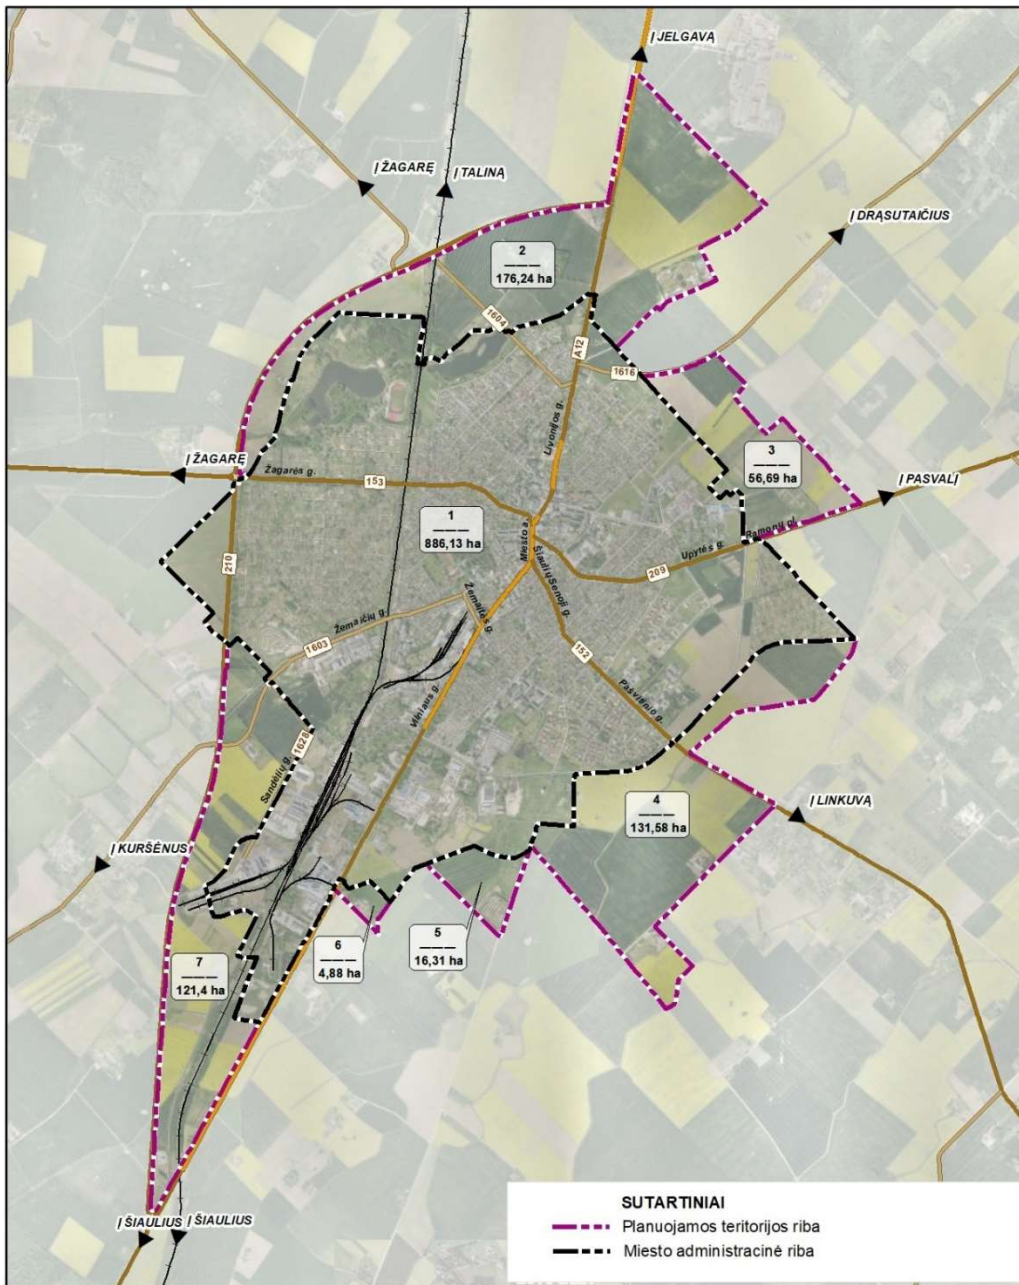 Į JELGAVĄ
Į ŽAGARĘ
Į TALINĄ
Į DRĄSUTAIČIUS
2
176,24 ha
1604
A12
1616
Livonijos g.
Į ŽAGARĘ
Žagarės g.
153
3
56,69 ha
Į PASVALĮ
1
886,13 ha
Miesto a.
Ramonų pl.
Upytės g.
209
210
Šiaulių Senoji g.
Žemaitės g.
Žemaičių g.
1603
152
Pašvitinio g.
Vilniaus g.
1628
Sandėlių g.
4
131,58 ha
Į LINKUVĄ
Į KURŠĖNUS
5
16,31 ha
6
4,88 ha
7
121,4 ha
Į ŠIAULIUS
Į ŠIAULIUS
SUTARTINIAI
Planuojamos teritorijos riba
Miesto administracinė riba